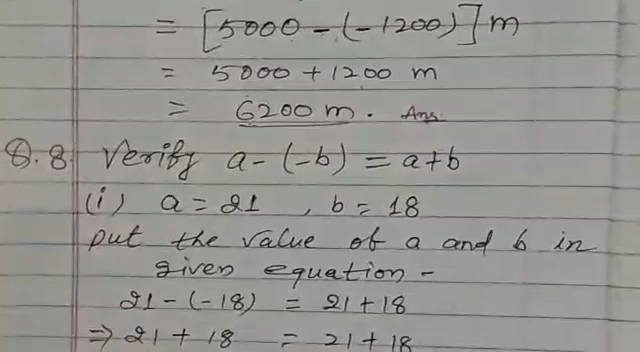 = [5000 - (-1200)] m
= 5000 + 1200 m
= 6200 m. Ans.
Q.8. Verify a - (-b) = a+b
(i) a = 21 , b = 18
put the value of a and b in
given equation -
21 - (-18) = 21 + 18
⇒ 21 + 18 = 21 + 18